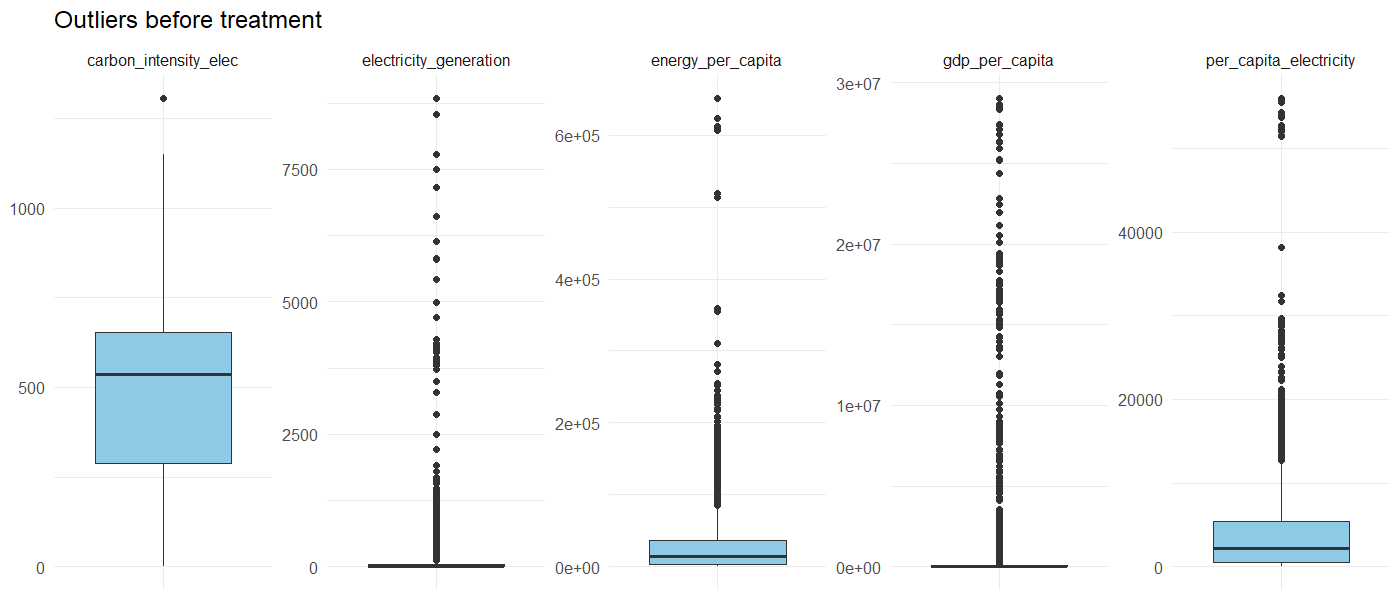 Outliers before treatment
carbon_intensity_elec
electricity_generation
energy_per_capita
gdp_per_capita
per_capita_electricity
1000
500
0
7500
5000
2500
0
6e+05
4e+05
2e+05
0e+00
3e+07
2e+07
1e+07
0e+00
40000
20000
0